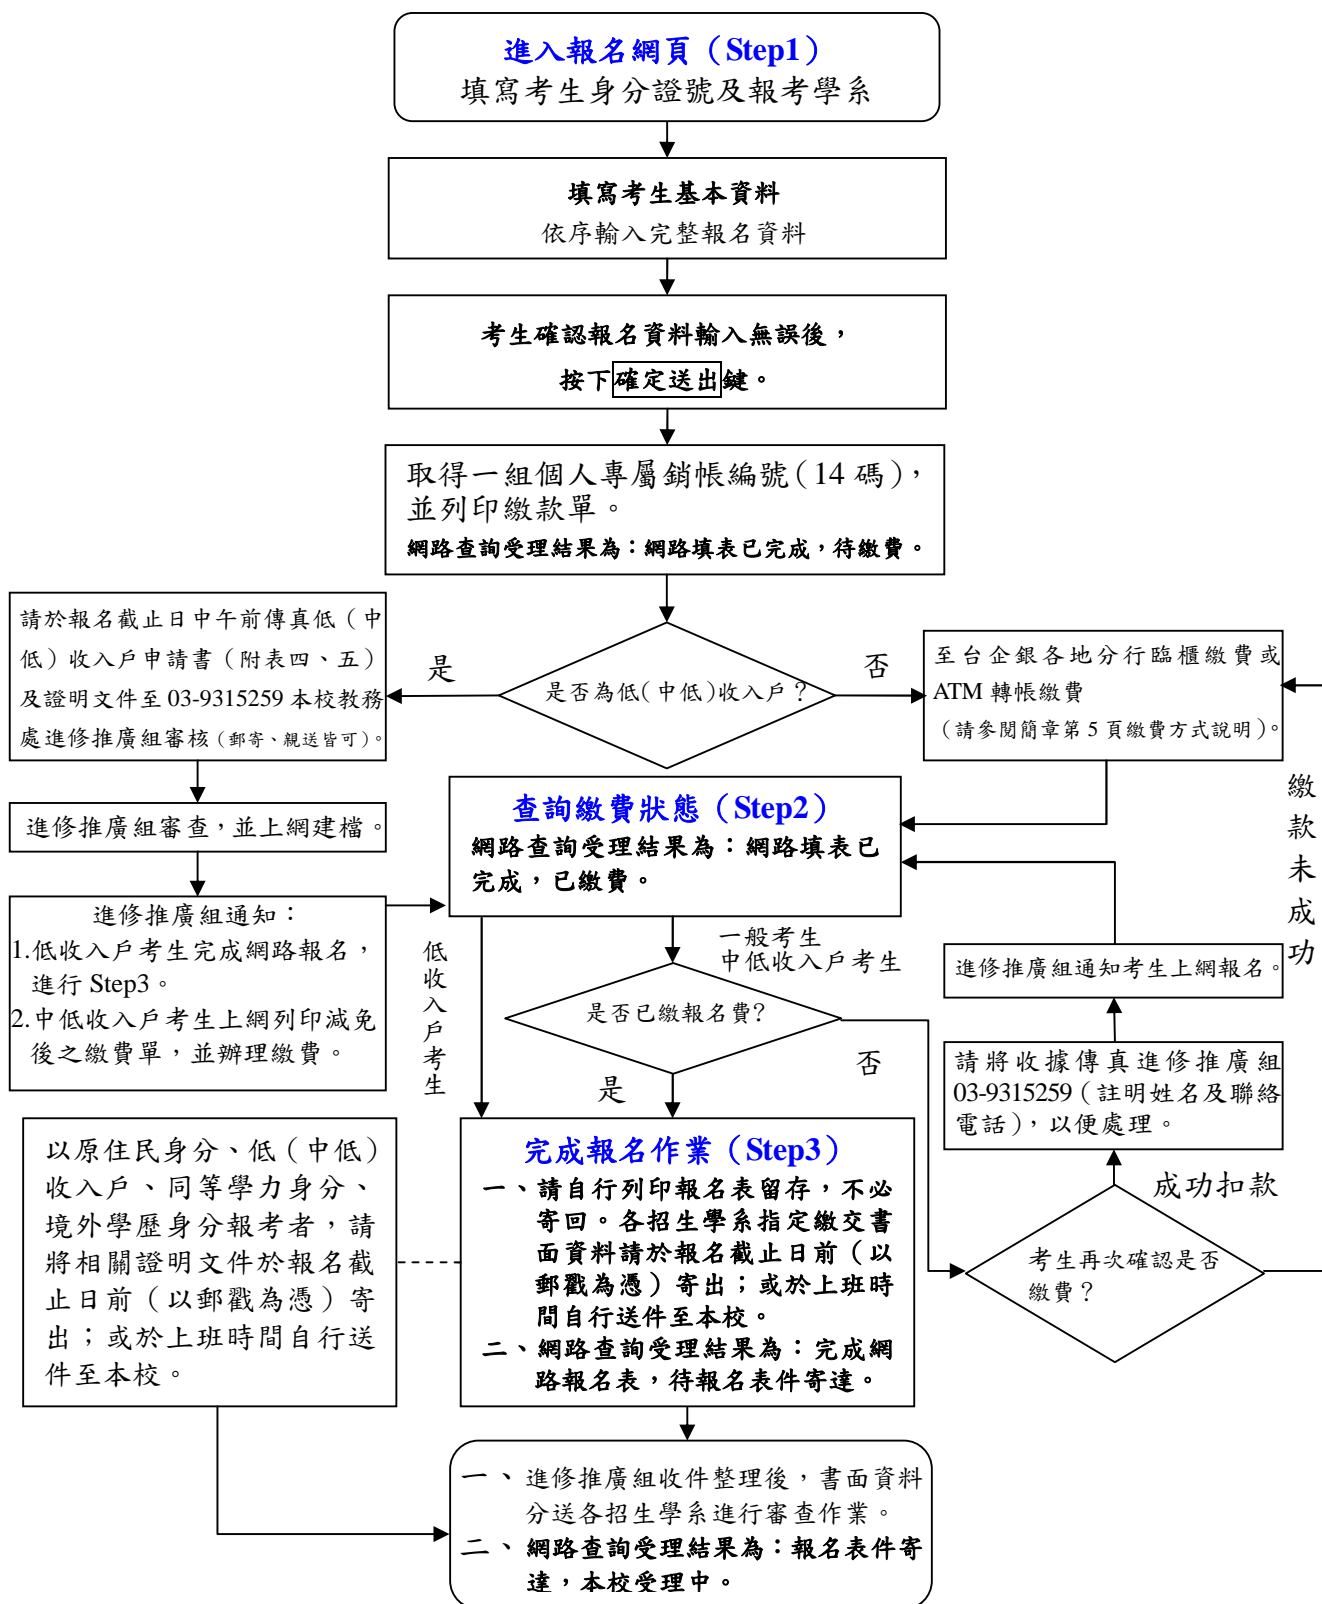 進入報名網頁（Step1）
填寫考生身分證號及報考學系
填寫考生基本資料
依序輸入完整報名資料
考生確認報名資料輸入無誤後，
按下確定送出鍵。
取得一組個人專屬銷帳編號（14 碼），
並列印繳款單。
網路查詢受理結果為：網路填表已完成，待繳費。
是否為低（中低）收入戶？
是
否
請於報名截止日中午前傳真低（中
低）收入戶申請書（附表四、五）
及證明文件至 03-9315259 本校教務
處進修推廣組審核（郵寄、親送皆可）。
至台企銀各地分行臨櫃繳費或
ATM 轉帳繳費
（請參閱簡章第 5 頁繳費方式說明）。
進修推廣組審查，並上網建檔。
查詢繳費狀態（Step2）
網路查詢受理結果為：網路填表已
完成，已繳費。
繳款未成功
進修推廣組通知：
1.低收入戶考生完成網路報名，
進行 Step3。
2.中低收入戶考生上網列印減免
後之繳費單，並辦理繳費。
低收入戶考生
一般考生
中低收入戶考生
進修推廣組通知考生上網報名。
是否已繳報名費?
否
是
請將收據傳真進修推廣組
03-9315259（註明姓名及聯絡
電話），以便處理。
成功扣款
考生再次確認是否
繳費？
以原住民身分、低（中低）
收入戶、同等學力身分、
境外學歷身分報考者，請
將相關證明文件於報名截
止日前（以郵戳為憑）寄
出；或於上班時間自行送
件至本校。
完成報名作業（Step3）
一、請自行列印報名表留存，不必
寄回。各招生學系指定繳交書
面資料請於報名截止日前（以
郵戳為憑）寄出；或於上班時
間自行送件至本校。
二、網路查詢受理結果為：完成網
路報名表，待報名表件寄達。
一、進修推廣組收件整理後，書面資料
分送各招生學系進行審查作業。
二、網路查詢受理結果為：報名表件寄
達，本校受理中。